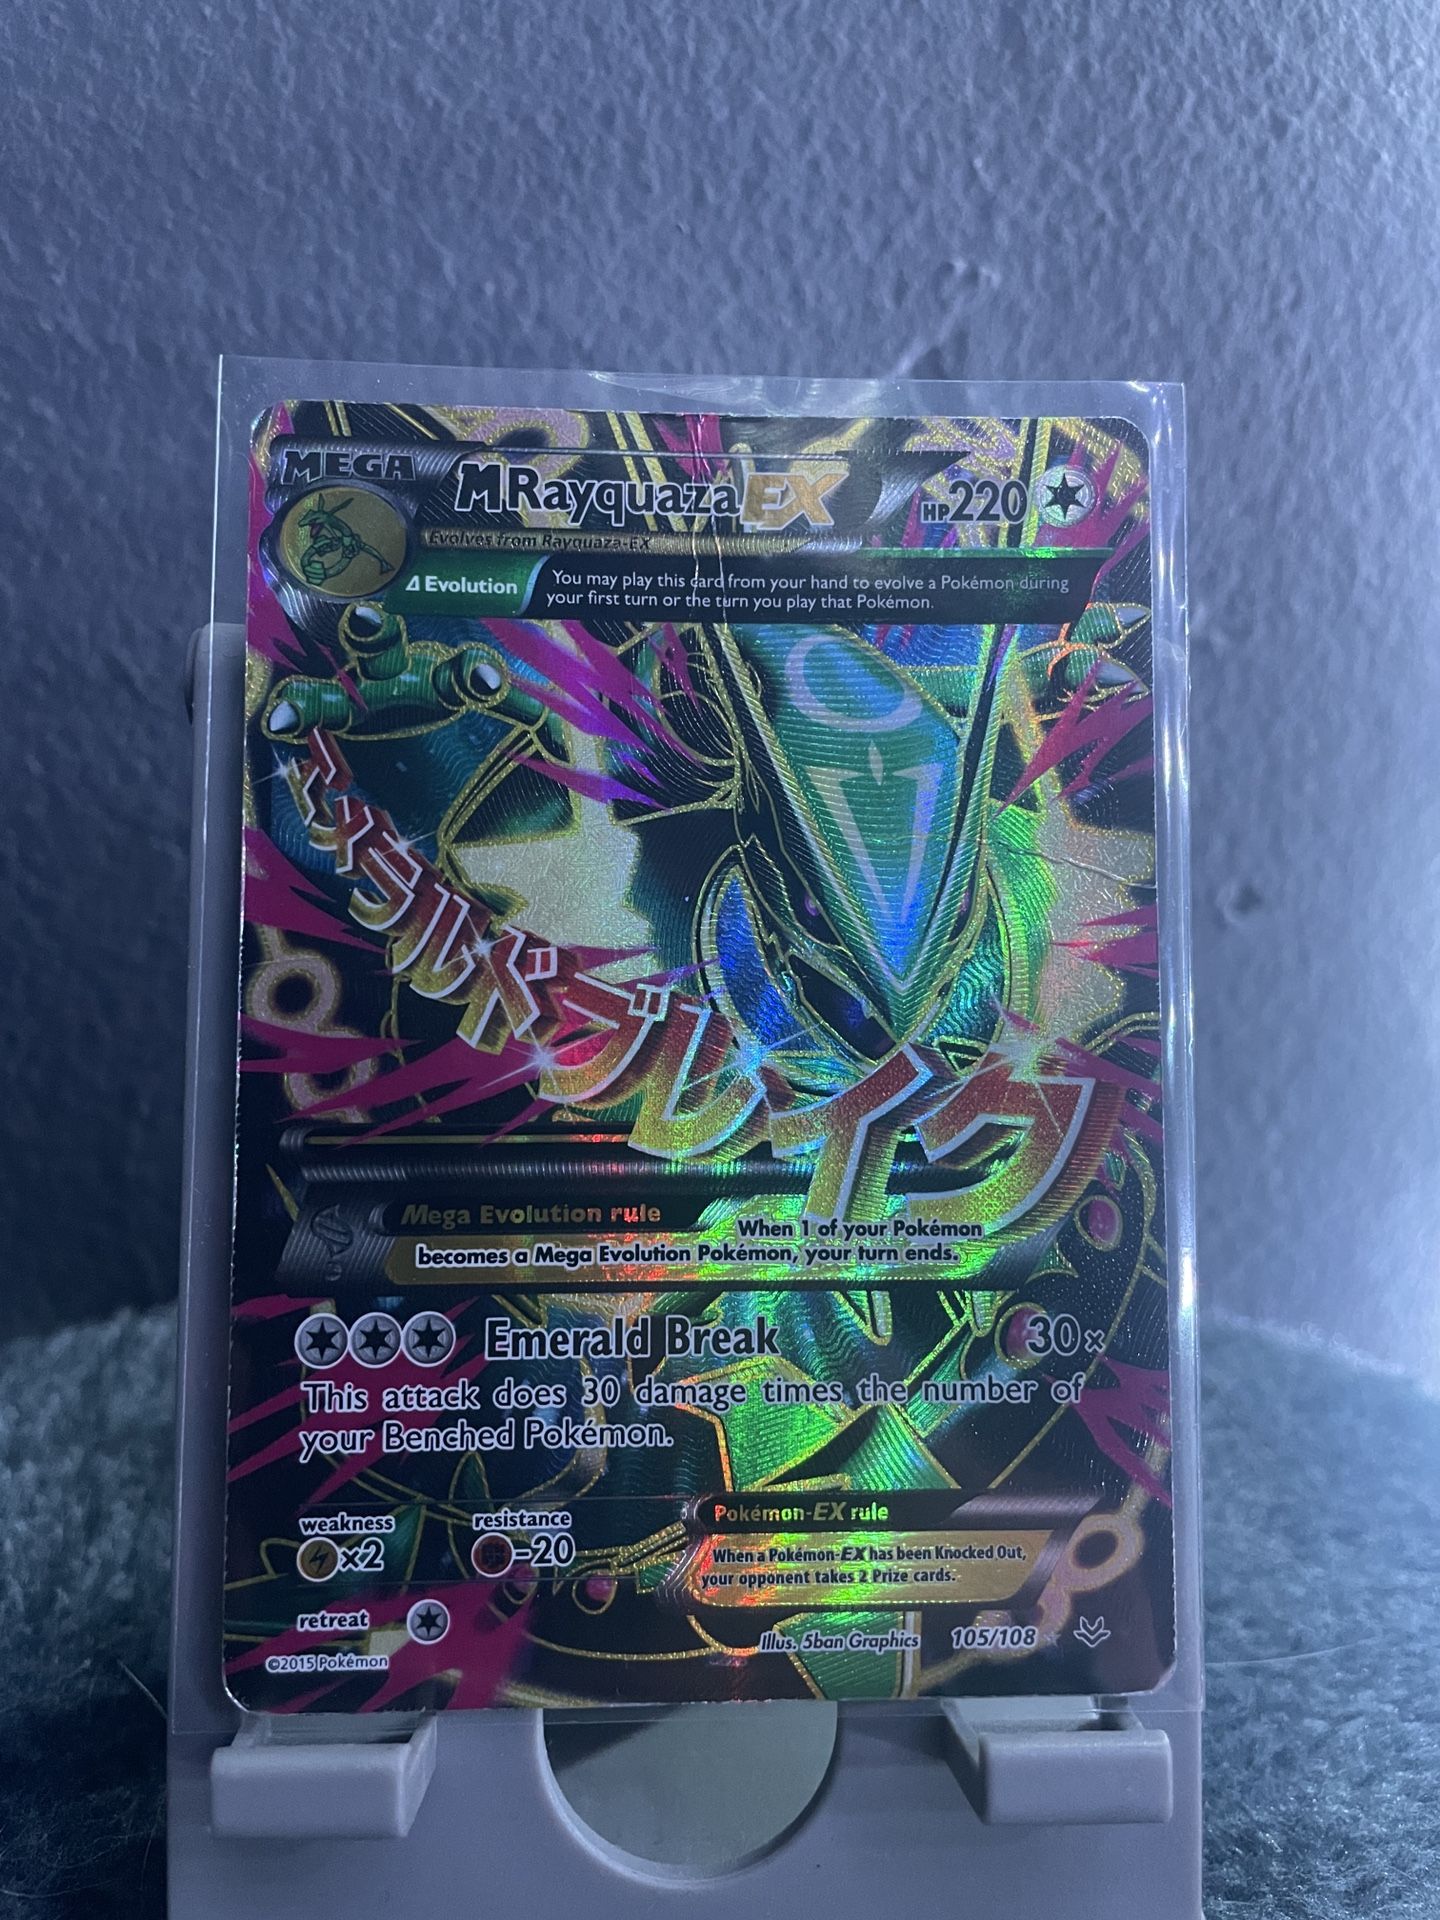 MEGA
M Rayquaza EX
HP 220
Evolves from Rayquaza-EX
Δ Evolution
You may play this card from your hand to evolve a Pokémon during
your first turn or the turn you play that Pokémon.
エメラルドブレイク
Mega Evolution rule
When 1 of your Pokémon
becomes a Mega Evolution Pokémon, your turn ends.
Emerald Break 30×
This attack does 30 damage times the number of
your Benched Pokémon.
weakness
×2
resistance
-20
Pokémon-EX rule
When a Pokémon-EX has been Knocked Out,
your opponent takes 2 Prize cards.
retreat
Illus. 5ban Graphics
105/108
©2015 Pokémon